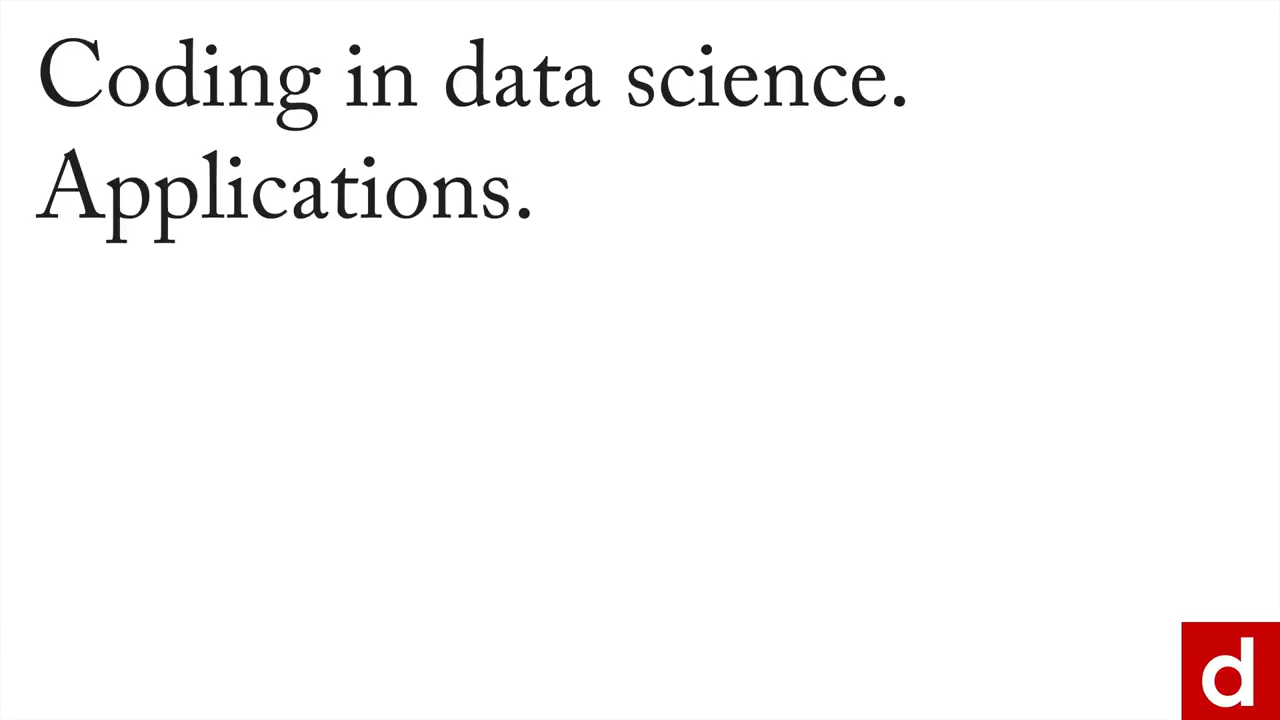 Coding in data science.
Applications.
d